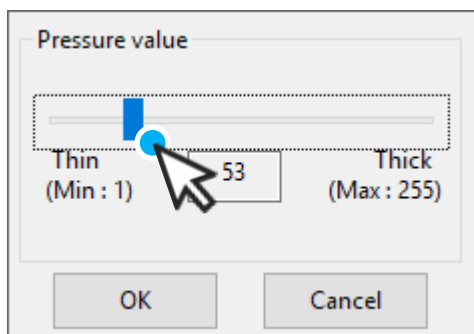 Pressure value
Thin
53
Thick
(Min : 1)
(Max : 255)
OK
Cancel